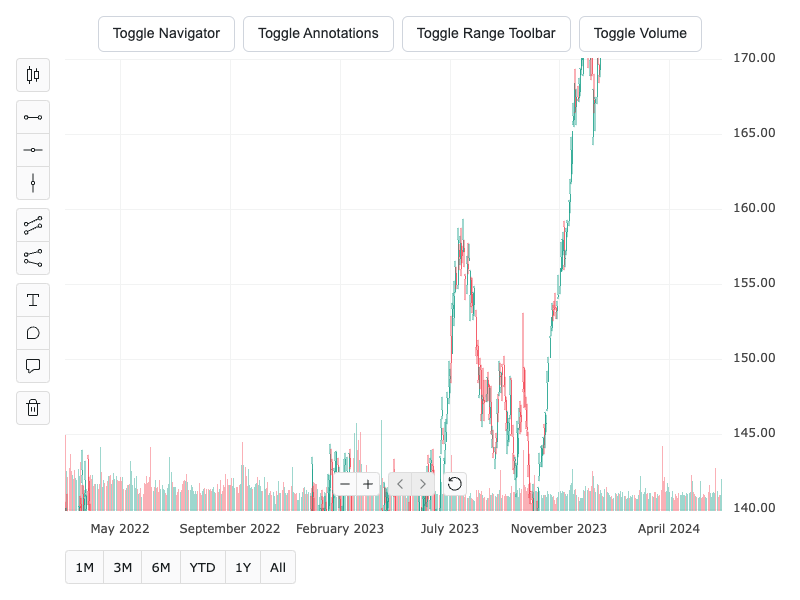 Toggle Navigator Toggle Annotations Toggle Range Toolbar Toggle Volume
170.00
165.00
160.00
155.00
150.00
145.00
140.00
May 2022 September 2022 February 2023 July 2023 November 2023 April 2024
1M 3M 6M YTD 1Y All